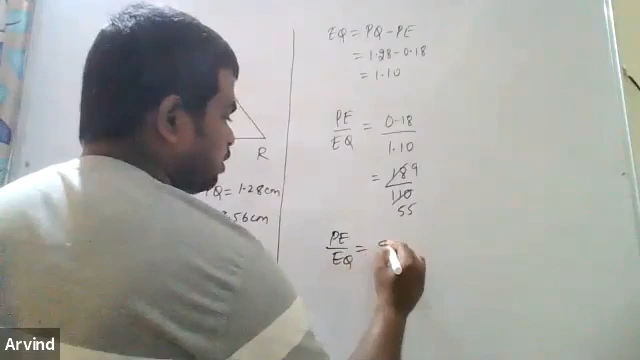 EQ = PQ - PE
= 1.28 - 0.18
= 1.10
PE/EQ = 0.18/1.10
= 18/110
9
55
PE/EQ =
R
Q = 1.28cm
.56cm
Arvind